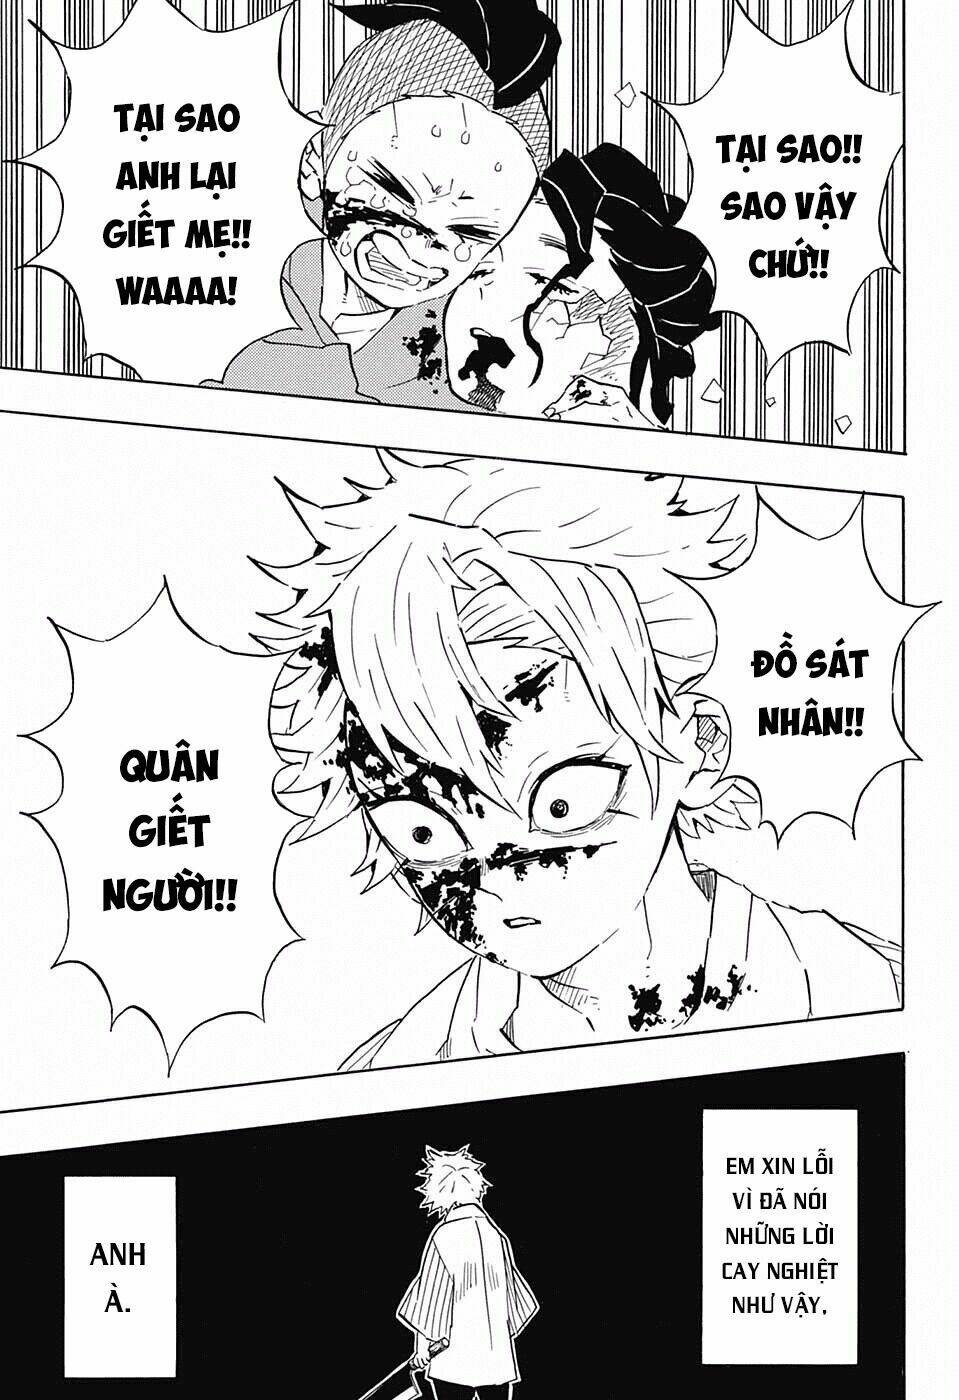 TẠI SAO!!
SAO VẬY
CHỨ!!
TẠI SAO
ANH LẠI
GIẾT MẸ!!
WAAAA!
ĐỒ SÁT
NHÂN!!
QUÂN
GIẾT
NGƯỜI!!
EM XIN LỖI
VÌ ĐÃ NÓI
NHỮNG LỜI
CAY NGHIỆT
NHƯ VẬY,
ANH
À.